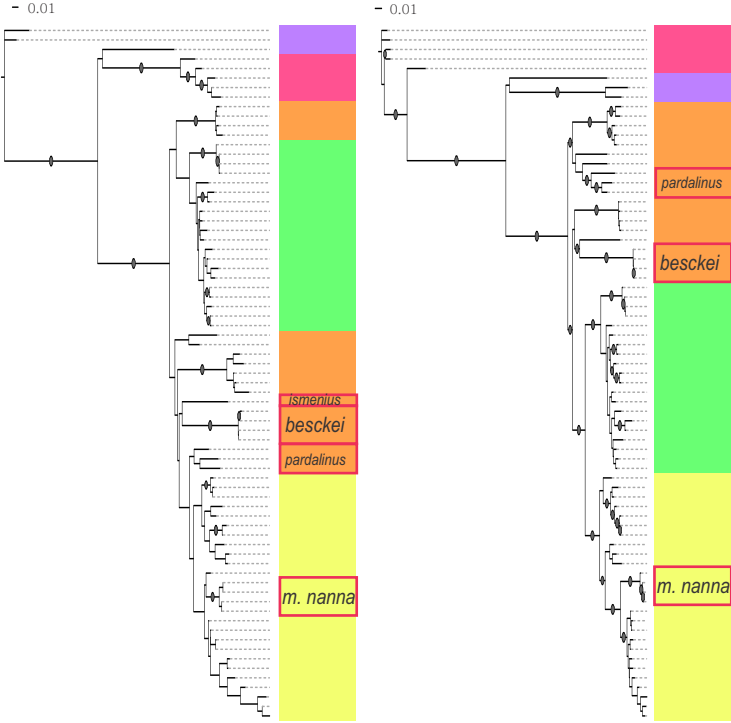 0.01
0.01
ismenius
besckei
pardalinus
m. nanna
pardalinus
besckei
m. nanna